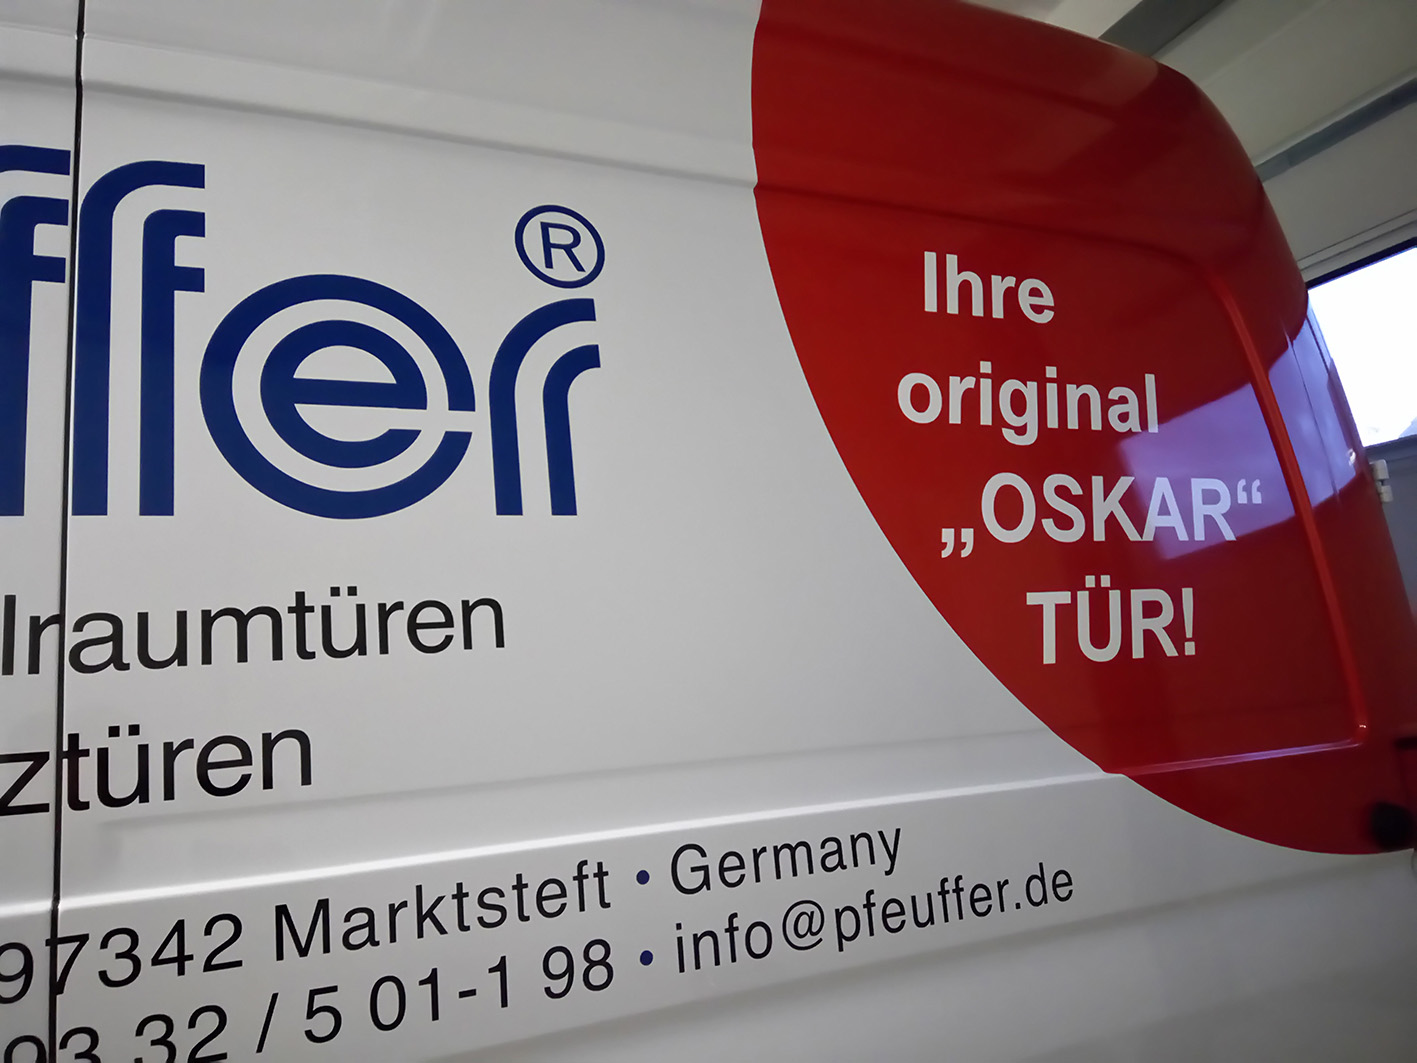 ffer®
lraumtüren
ztüren
97342 Marktsteft • Germany
93 32 / 5 01-1 98 • info@pfeuffer.de
Ihre
original
„OSKAR“
TÜR!